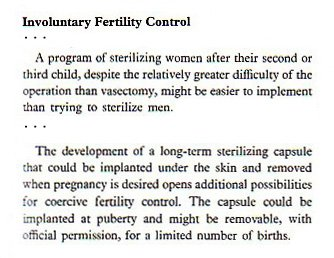 Involuntary Fertility Control
. . .
A program of sterilizing women after their second or
third child, despite the relatively greater difficulty of the
operation than vasectomy, might be easier to implement
than trying to sterilize men.
. . .
The development of a long-term sterilizing capsule
that could be implanted under the skin and removed
when pregnancy is desired opens additional possibilities
for coercive fertility control. The capsule could be
implanted at puberty and might be removable, with
official permission, for a limited number of births.